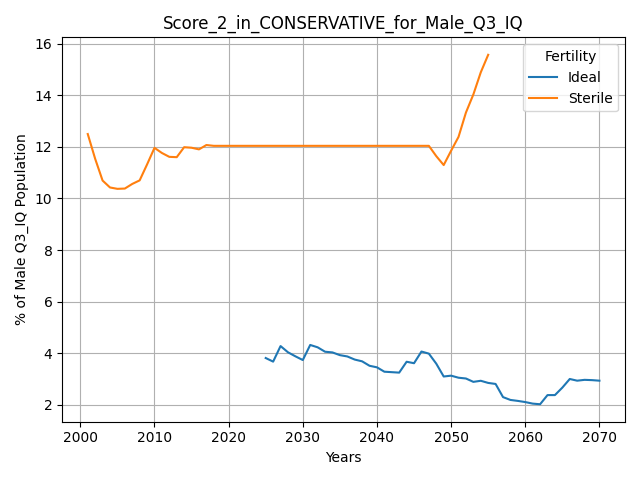 Score_2_in_CONSERVATIVE_for_Male_Q3_IQ
Fertility
Ideal
Sterile
% of Male Q3_IQ Population
16
14
12
10
8
6
4
2
2000 2010 2020 2030 2040 2050 2060 2070
Years